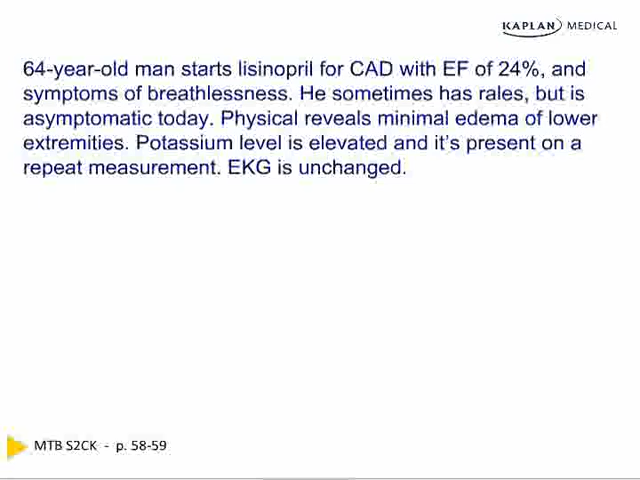 KAPLAN MEDICAL
64-year-old man starts lisinopril for CAD with EF of 24%, and
symptoms of breathlessness. He sometimes has rales, but is
asymptomatic today. Physical reveals minimal edema of lower
extremities. Potassium level is elevated and it's present on a
repeat measurement. EKG is unchanged.
MTB S2CK - p. 58-59